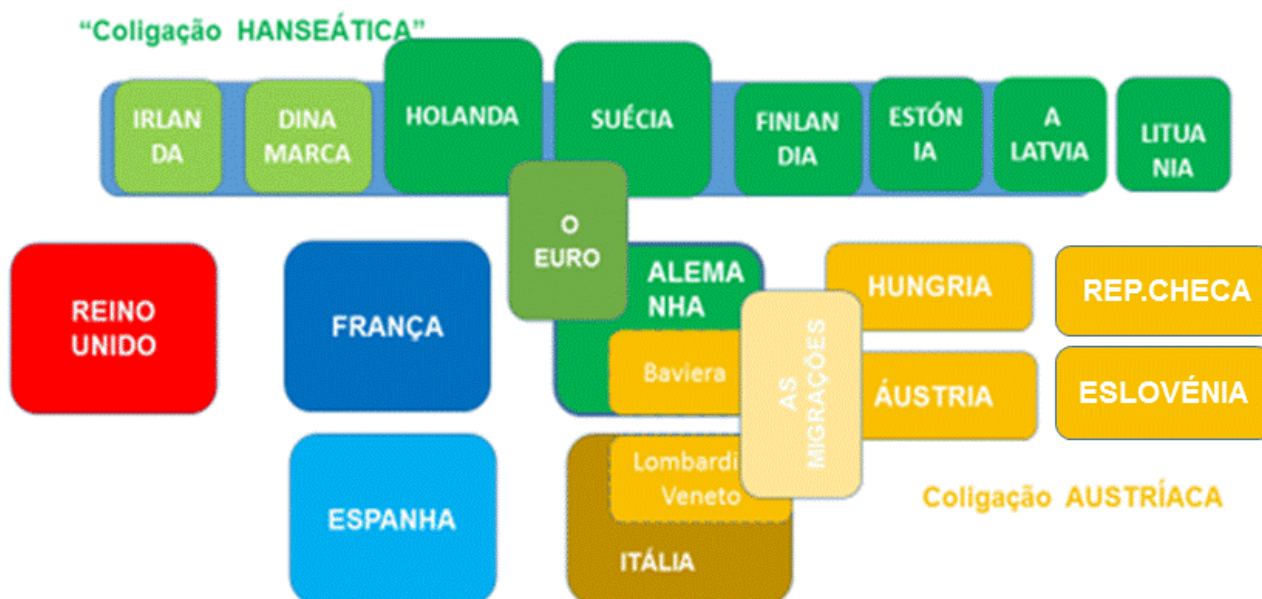 “Coligação HANSEÁTICA”
IRLAN
DA
DINA
MARCA
HOLANDA
SUÉCIA
FINLAN
DIA
ESTÓN
IA
A
LATVIA
LITUA
NIA
O
EURO
REINO
UNIDO
FRANÇA
ALEMA
NHA
Baviera
AS
MIGRAÇÕES
HUNGRIA
REP.CHECA
ÁUSTRIA
ESLOVÉNIA
ESPANHA
Lombardi
Veneto
ITÁLIA
Coligação AUSTRÍACA